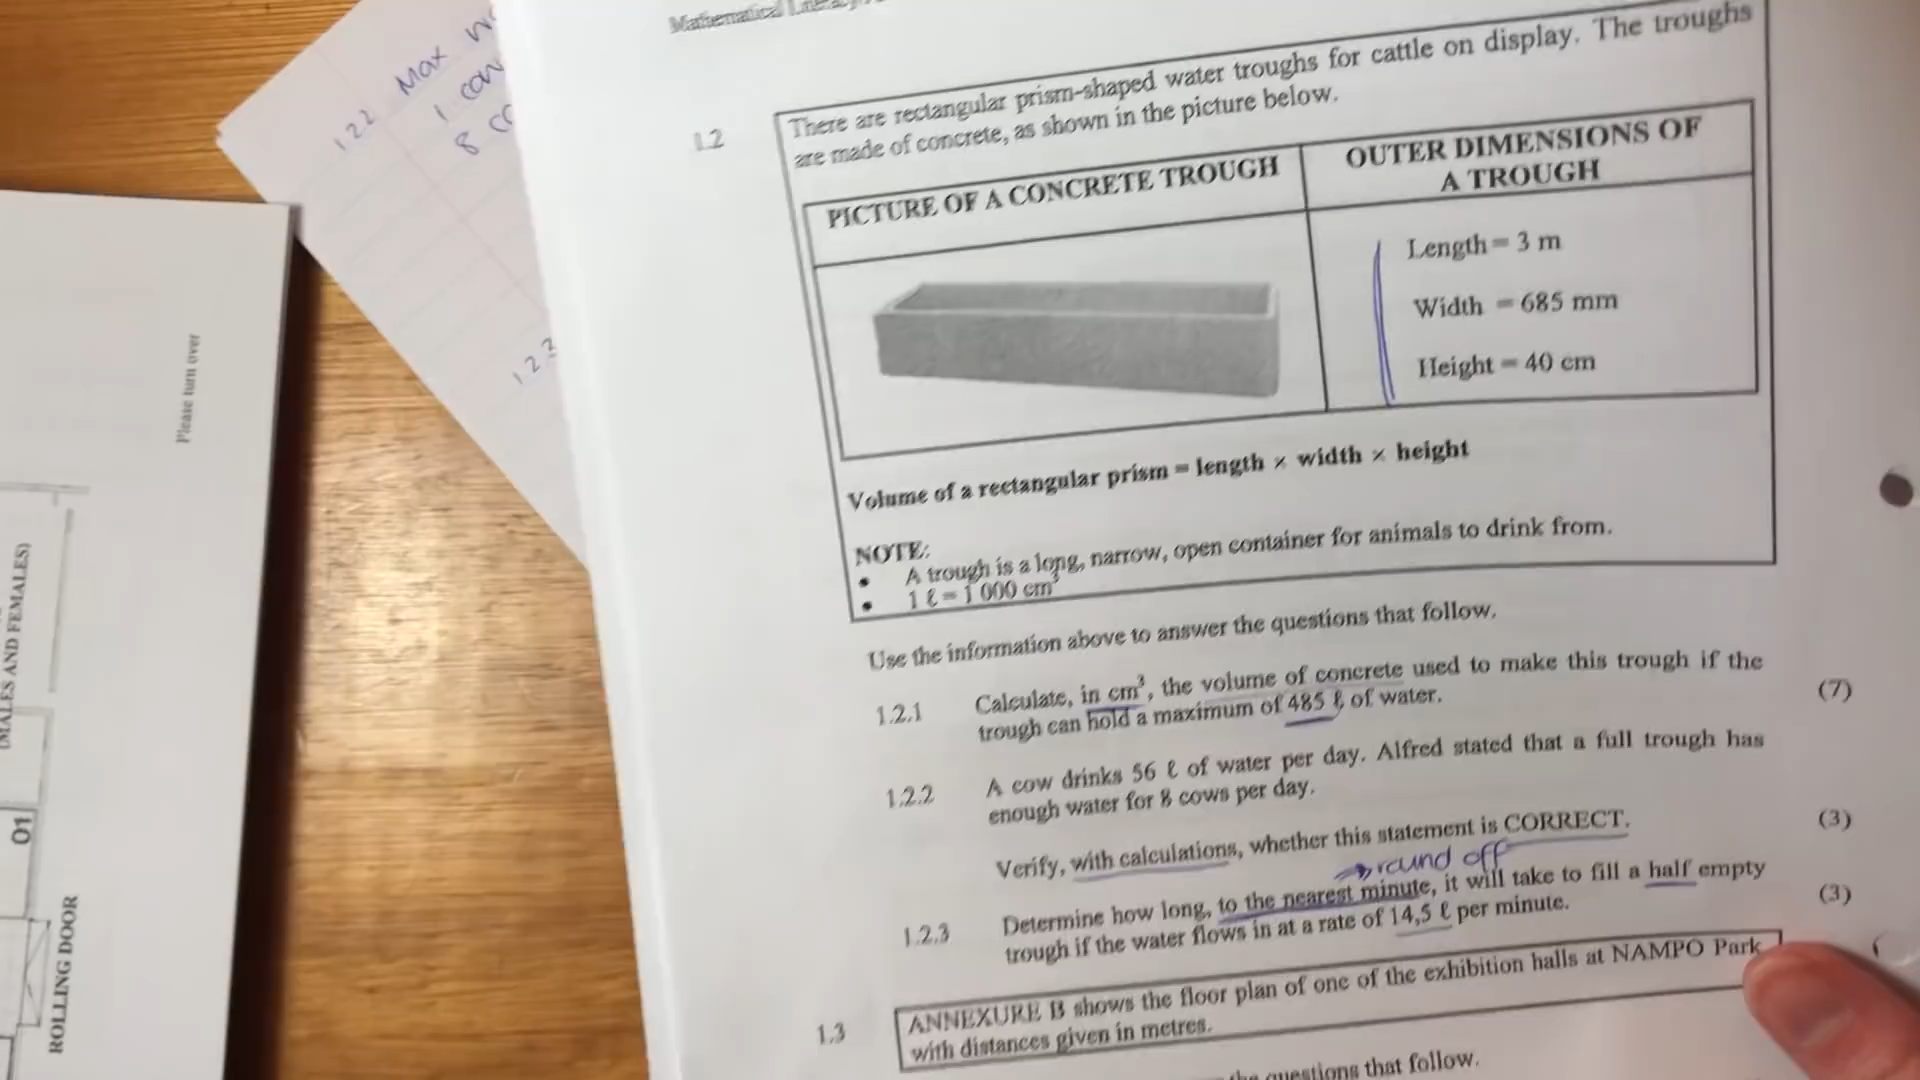 Mathematical
1.2
There are rectangular prism-shaped water troughs for cattle on display. The troughs
are made of concrete, as shown in the picture below.
PICTURE OF A CONCRETE TROUGH
OUTER DIMENSIONS OF
A TROUGH
Length = 3 m
Width = 685 mm
Height = 40 cm
Volume of a rectangular prism = length × width × height
NOTE:
• A trough is a long, narrow, open container for animals to drink from.
• 1 ℓ = 1 000 cm³
Use the information above to answer the questions that follow.
1.2.1 Calculate, in cm³, the volume of concrete used to make this trough if the
trough can hold a maximum of 485 ℓ of water. (7)
1.2.2 A cow drinks 56 ℓ of water per day. Alfred stated that a full trough has
enough water for 8 cows per day.
Verify, with calculations, whether this statement is CORRECT. (3)
round off
1.2.3 Determine how long, to the nearest minute, it will take to fill a half empty
trough if the water flows in at a rate of 14,5 ℓ per minute. (3)
1.3 ANNEXURE B shows the floor plan of one of the exhibition halls at NAMPO Park
with distances given in metres.
questions that follow.
1.2.2 Max
1 cow
8
1.2.3
Please turn over
(MALES AND FEMALES)
01
ROLLING DOOR